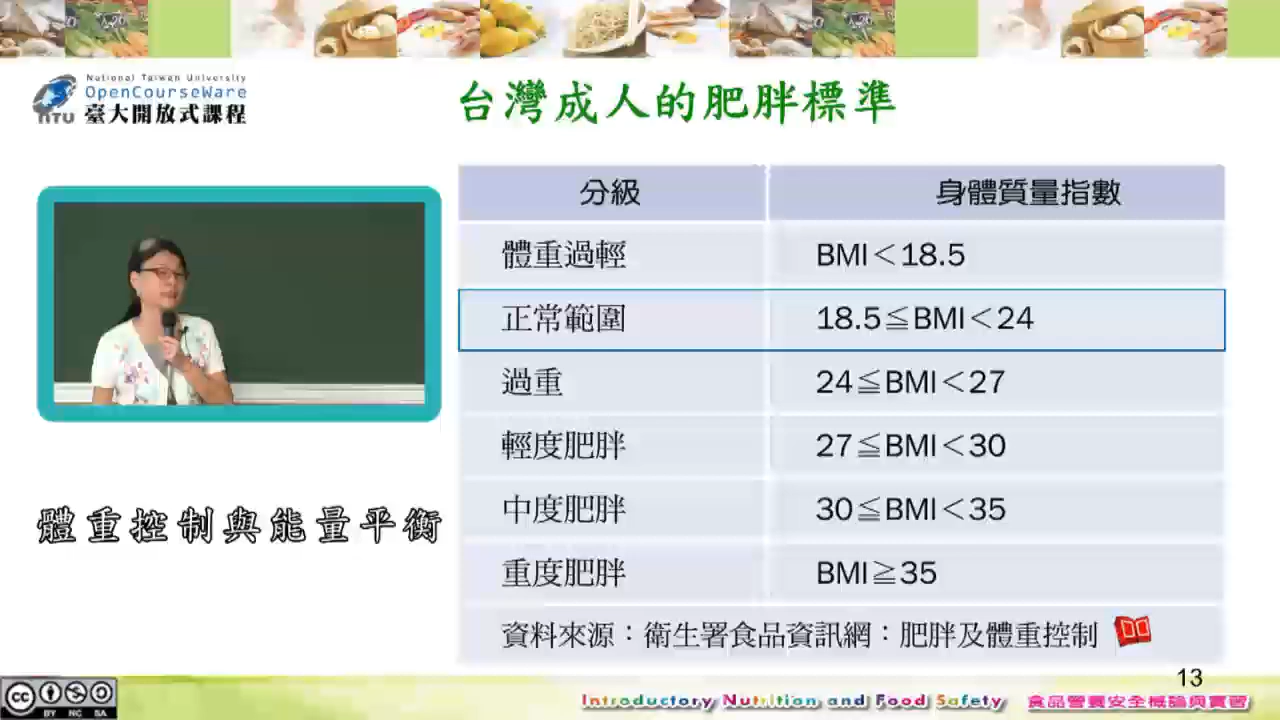 National Taiwan University
OpenCourseWare
NTU 臺大開放式課程
台灣成人的肥胖標準
分級 身體質量指數
體重過輕 BMI＜18.5
正常範圍 18.5≦BMI＜24
過重 24≦BMI＜27
輕度肥胖 27≦BMI＜30
中度肥胖 30≦BMI＜35
重度肥胖 BMI≧35
資料來源：衛生署食品資訊網：肥胖及體重控制
體重控制與能量平衡
13
cc BY NC SA
Introductory Nutrition and Food Safety 食品營養安全概論與實習